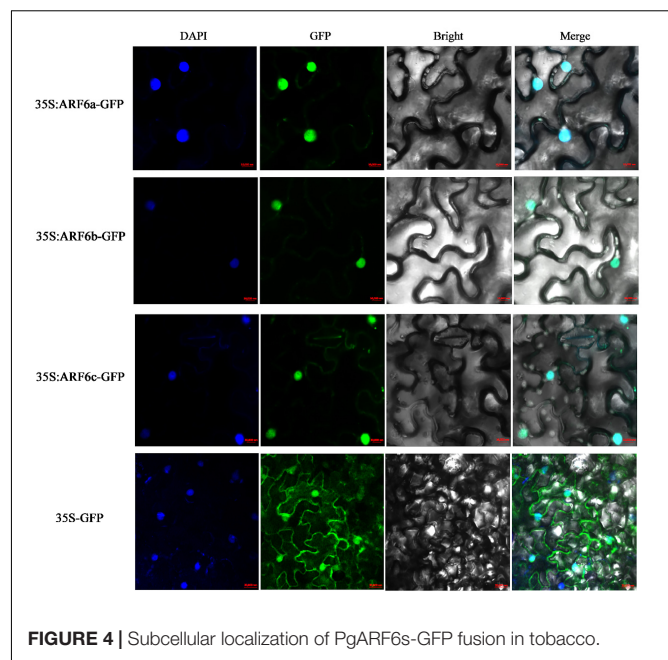 DAPI GFP Bright Merge
35S:ARF6a-GFP
35S:ARF6b-GFP
35S:ARF6c-GFP
35S-GFP
FIGURE 4 | Subcellular localization of PgARF6s-GFP fusion in tobacco.